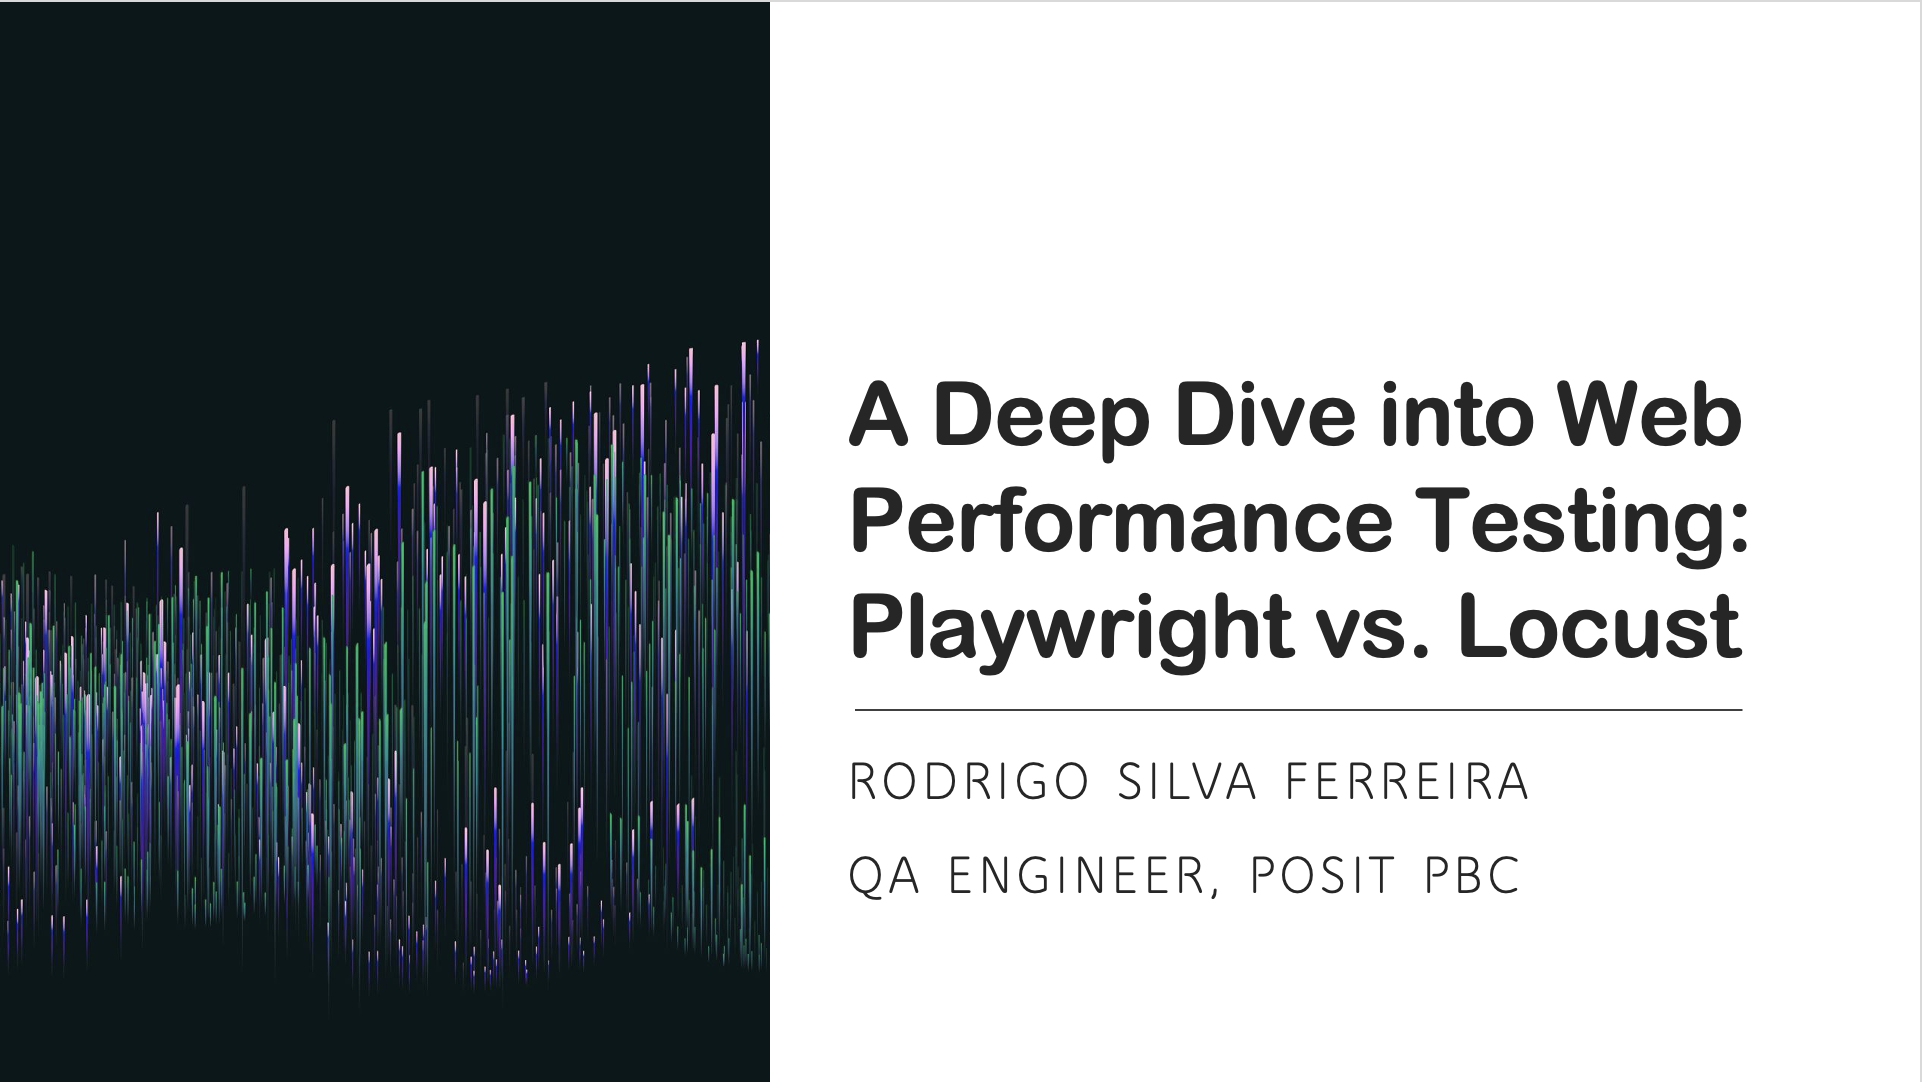 A Deep Dive into Web
Performance Testing:
Playwright vs. Locust
RODRIGO SILVA FERREIRA
QA ENGINEER, POSIT PBC